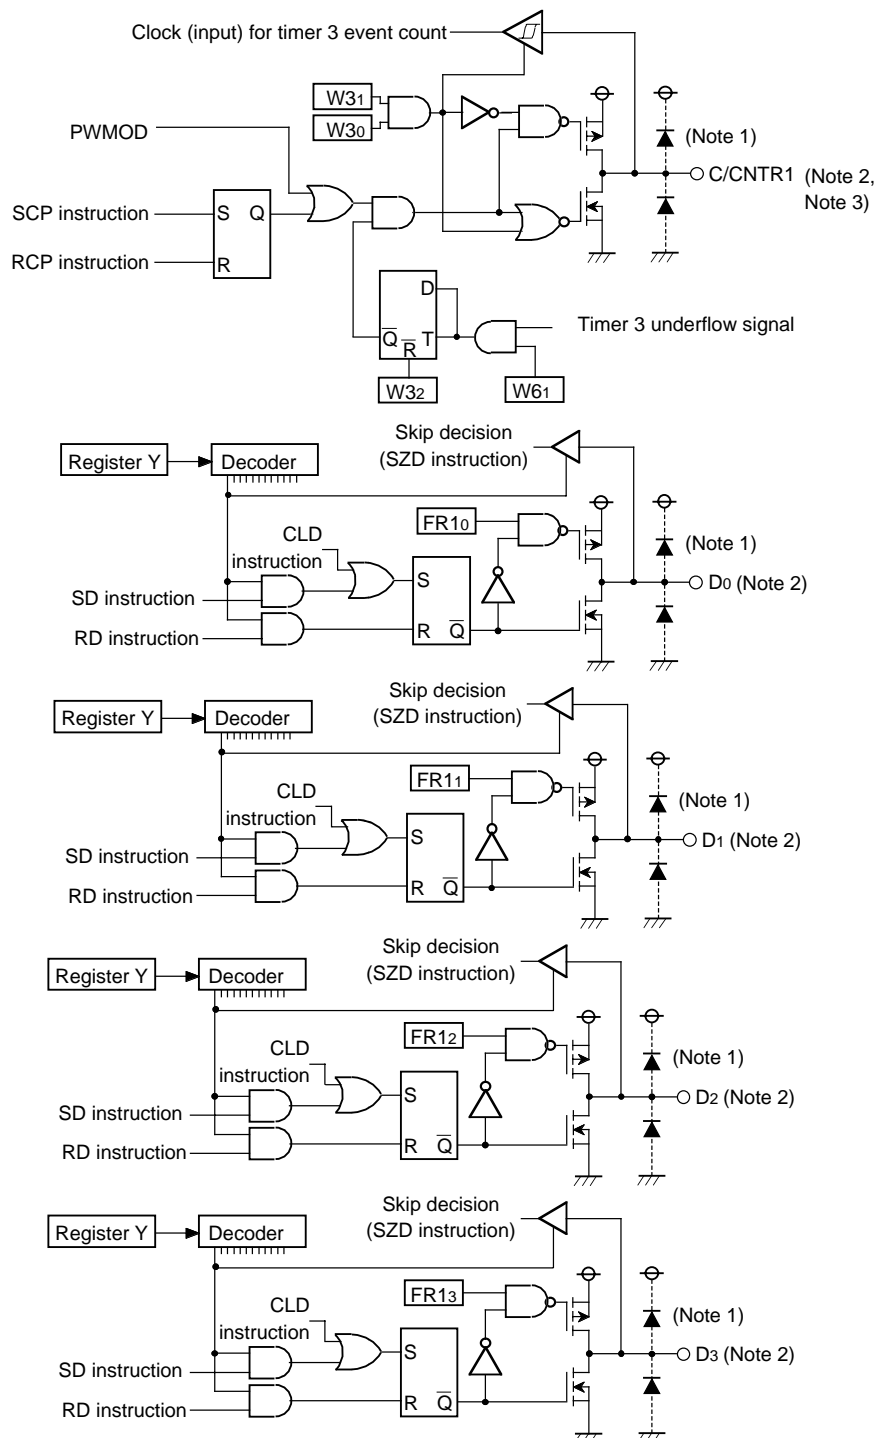 Clock (input) for timer 3 event count
W31
W30
PWMOD
(Note 1)
C/CNTR1 (Note 2,
Note 3)
SCP instruction
S Q
RCP instruction
R
D
Q R T
Timer 3 underflow signal
W32
W61
Skip decision
(SZD instruction)
Register Y
Decoder
FR10
CLD
instruction
(Note 1)
S
D0 (Note 2)
SD instruction
RD instruction
R Q
Skip decision
(SZD instruction)
Register Y
Decoder
FR11
CLD
instruction
(Note 1)
S
D1 (Note 2)
SD instruction
RD instruction
R Q
Skip decision
(SZD instruction)
Register Y
Decoder
FR12
CLD
instruction
(Note 1)
S
D2 (Note 2)
SD instruction
RD instruction
R Q
Skip decision
(SZD instruction)
Register Y
Decoder
FR13
CLD
instruction
(Note 1)
S
D3 (Note 2)
SD instruction
RD instruction
R Q